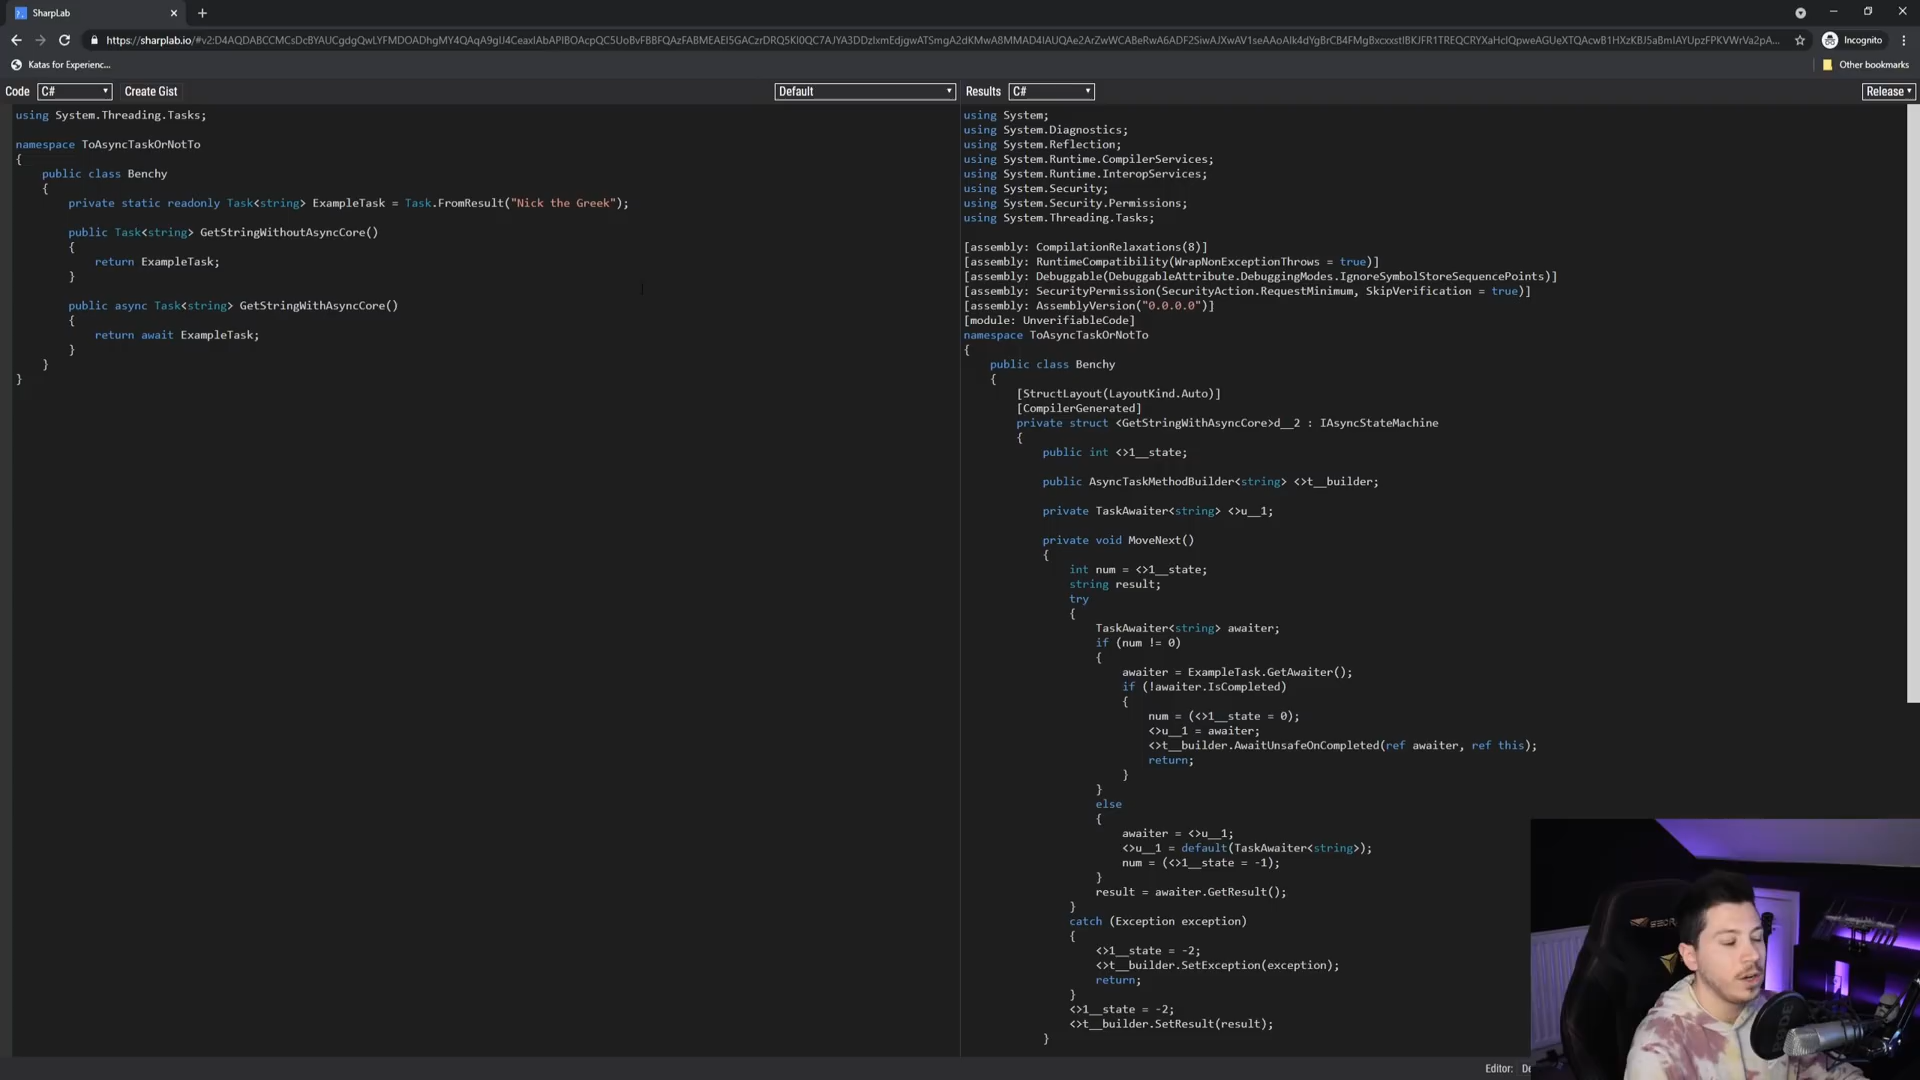 SharpLab
https://sharplab.io/
Incognito
Katas for Experienc...
Other bookmarks
Code C# Create Gist Default
using System.Threading.Tasks;
namespace ToAsyncTaskOrNotTo
{
public class Benchy
{
private static readonly Task<string> ExampleTask = Task.FromResult("Nick the Greek");
public Task<string> GetStringWithoutAsyncCore()
{
return ExampleTask;
}
public async Task<string> GetStringWithAsyncCore()
{
return await ExampleTask;
}
}
}
Results C# Release
using System;
using System.Diagnostics;
using System.Reflection;
using System.Runtime.CompilerServices;
using System.Runtime.InteropServices;
using System.Security;
using System.Security.Permissions;
using System.Threading.Tasks;
[assembly: CompilationRelaxations(8)]
[assembly: RuntimeCompatibility(WrapNonExceptionThrows = true)]
[assembly: Debuggable(DebuggableAttribute.DebuggingModes.IgnoreSymbolStoreSequencePoints)]
[assembly: SecurityPermission(SecurityAction.RequestMinimum, SkipVerification = true)]
[assembly: AssemblyVersion("0.0.0.0")]
[module: UnverifiableCode]
namespace ToAsyncTaskOrNotTo
{
public class Benchy
{
[StructLayout(LayoutKind.Auto)]
[CompilerGenerated]
private struct <GetStringWithAsyncCore>d__2 : IAsyncStateMachine
{
public int <>1__state;
public AsyncTaskMethodBuilder<string> <>t__builder;
private TaskAwaiter<string> <>u__1;
private void MoveNext()
{
int num = <>1__state;
string result;
try
{
TaskAwaiter<string> awaiter;
if (num != 0)
{
awaiter = ExampleTask.GetAwaiter();
if (!awaiter.IsCompleted)
{
num = (<>1__state = 0);
<>u__1 = awaiter;
<>t__builder.AwaitUnsafeOnCompleted(ref awaiter, ref this);
return;
}
}
else
{
awaiter = <>u__1;
<>u__1 = default(TaskAwaiter<string>);
num = (<>1__state = -1);
}
result = awaiter.GetResult();
}
catch (Exception exception)
{
<>1__state = -2;
<>t__builder.SetException(exception);
return;
}
<>1__state = -2;
<>t__builder.SetResult(result);
}
Editor: De